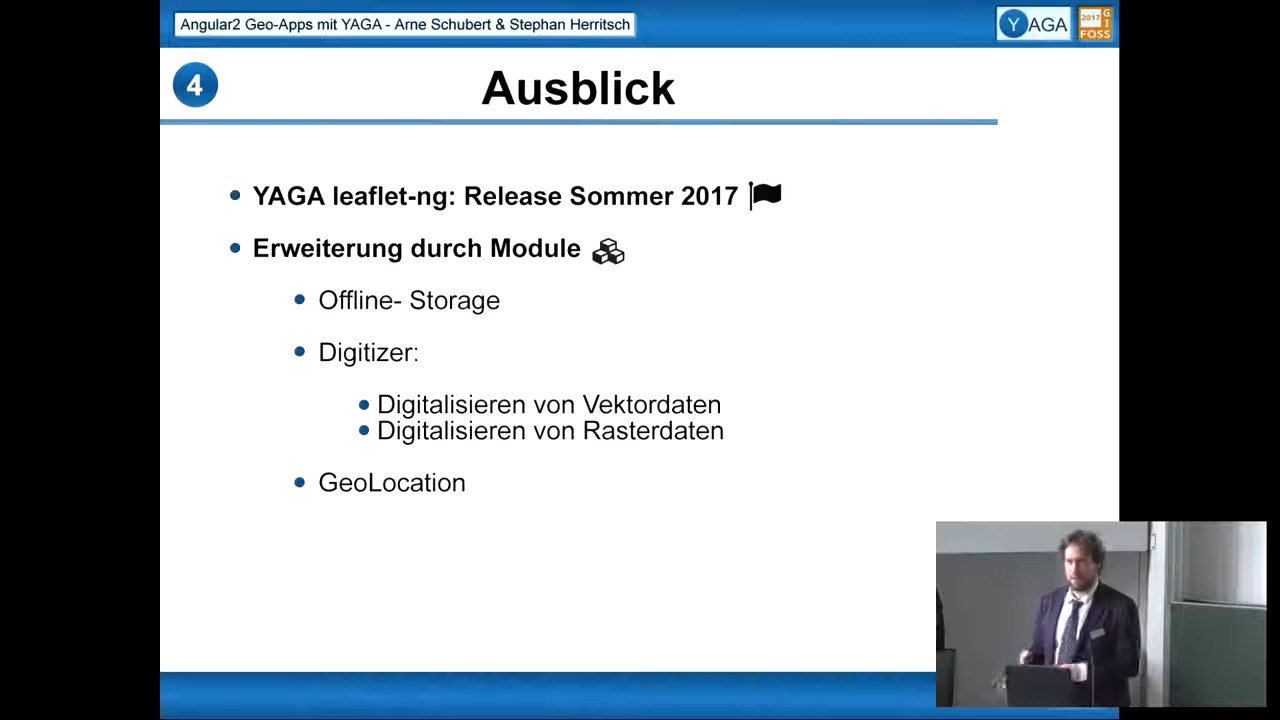 Angular2 Geo-Apps mit YAGA - Arne Schubert & Stephan Herritsch
YAGA
2017 GI
FOSS
4
Ausblick
YAGA leaflet-ng: Release Sommer 2017
Erweiterung durch Module
Offline- Storage
Digitizer:
Digitalisieren von Vektordaten
Digitalisieren von Rasterdaten
GeoLocation